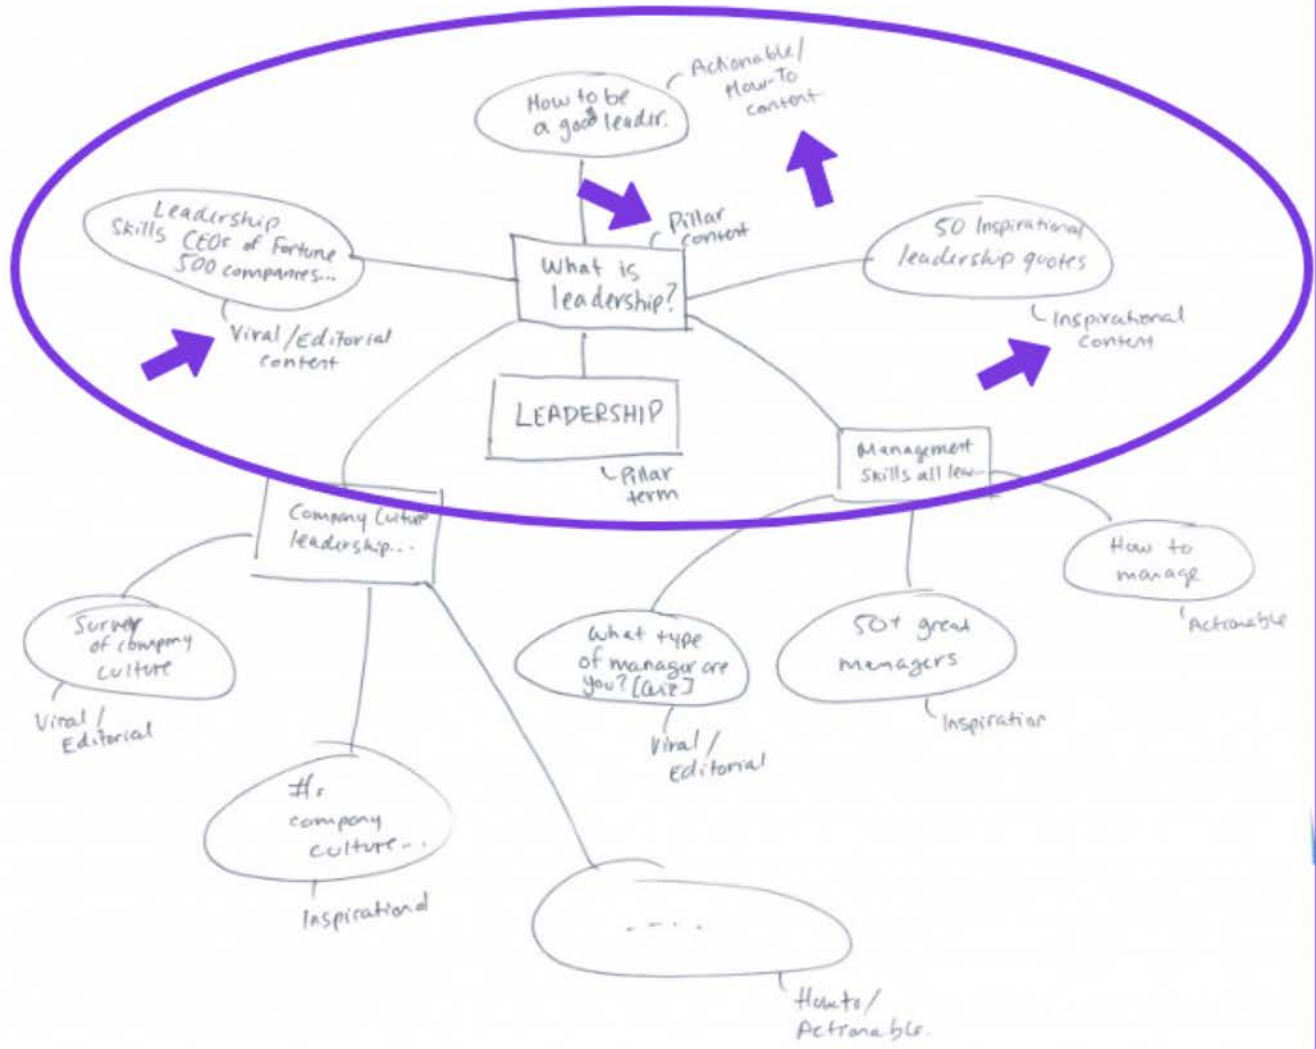 How to be
a good leader.
Actionable/
How-To
content
Leadership
Skills CEOs of Fortune
500 companies...
Viral/Editorial
content
Pillar
content
What is
leadership?
50 Inspirational
leadership quotes
Inspirational
content
LEADERSHIP
Pillar
term
Management
Skills all
Company Culture
leadership...
How to
manage
Actionable
Survey
of company
culture
Viral/
Editorial
What type
of manager are
you? [Quiz]
Viral/
Editorial
50+ great
managers
Inspiration
company
culture...
Inspirational
....
How to/
Actionable.